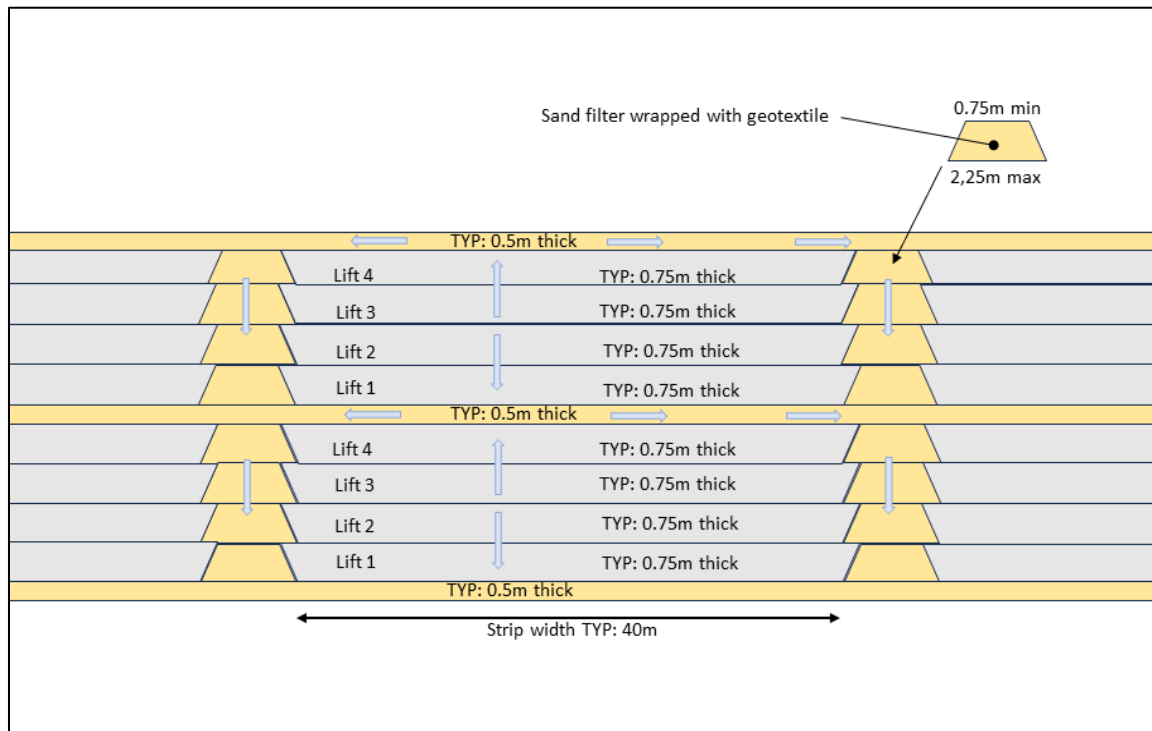 0.75m min
Sand filter wrapped with geotextile
2,25m max
TYP: 0.5m thick
Lift 4 TYP: 0.75m thick
Lift 3 TYP: 0.75m thick
Lift 2 TYP: 0.75m thick
Lift 1 TYP: 0.75m thick
TYP: 0.5m thick
Lift 4 TYP: 0.75m thick
Lift 3 TYP: 0.75m thick
Lift 2 TYP: 0.75m thick
Lift 1 TYP: 0.75m thick
TYP: 0.5m thick
Strip width TYP: 40m